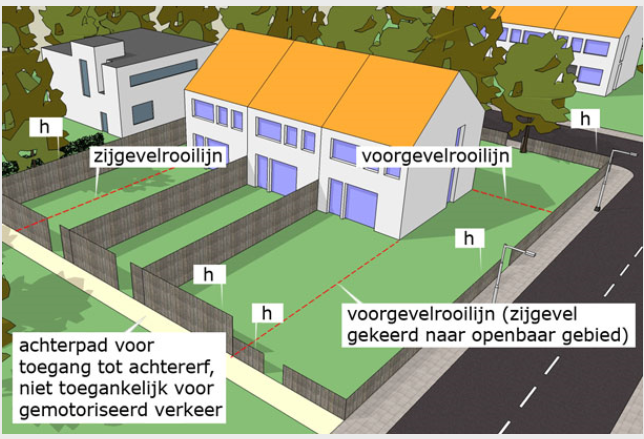 h
h
zijgevelrooilijn
voorgevelrooilijn
h
h
h
voorgevelrooilijn (zijgevel
gekeerd naar openbaar gebied)
achterpad voor
toegang tot achtererf,
niet toegankelijk voor
gemotoriseerd verkeer